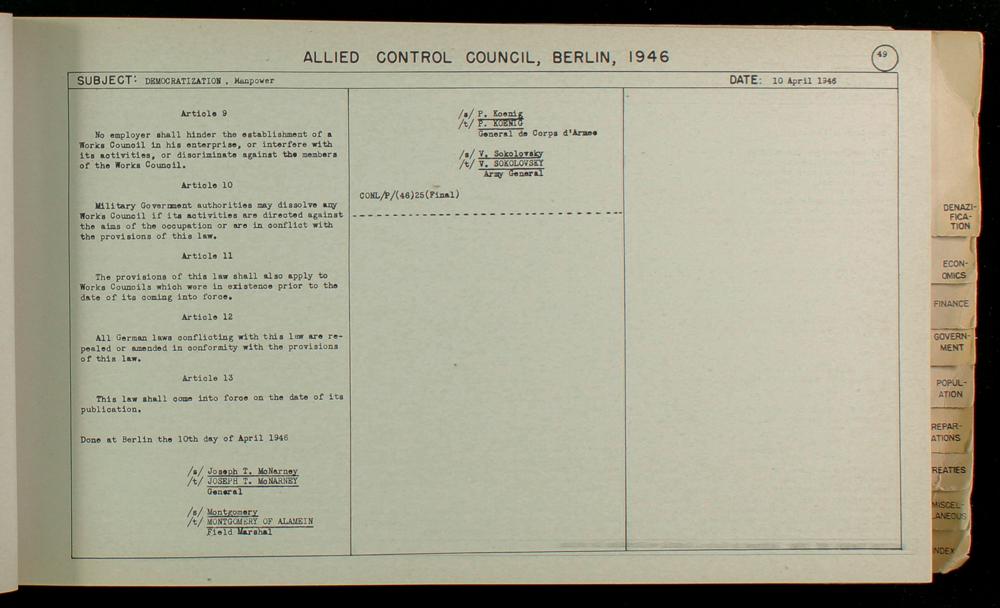 ALLIED CONTROL COUNCIL, BERLIN, 1946
49
SUBJECT: DEMOCRATIZATION , Manpower
DATE: 10 April 1946
Article 9
No employer shall hinder the establishment of a
Works Council in his enterprise, or interfere with
its activities, or discriminate against the members
of the Works Council.
Article 10
Military Government authorities may dissolve any
Works Council if its activities are directed against
the aims of the occupation or are in conflict with
the provisions of this law.
Article 11
The provisions of this law shall also apply to
Works Councils which were in existence prior to the
date of its coming into force.
Article 12
All German laws conflicting with this law are re-
pealed or amended in conformity with the provisions
of this law.
Article 13
This law shall come into force on the date of its
publication.
Done at Berlin the 10th day of April 1946
/s/ Joseph T. McNarney
/t/ JOSEPH T. McNARNEY
General
/s/ Montgomery
/t/ MONTGOMERY OF ALAMEIN
Field Marshal
/s/ P. Koenig
/t/ P. KOENIG
General de Corps d'Armee
/s/ V. Sokolovsky
/t/ V. SOKOLOVSKY
Army General
CONL/P/(46)25(Final)
DENAZI-
FICA-
TION
ECON-
OMICS
FINANCE
GOVERN-
MENT
POPUL-
ATION
REPAR-
ATIONS
REATIES
MISCEL-
LANEOUS
INDEX